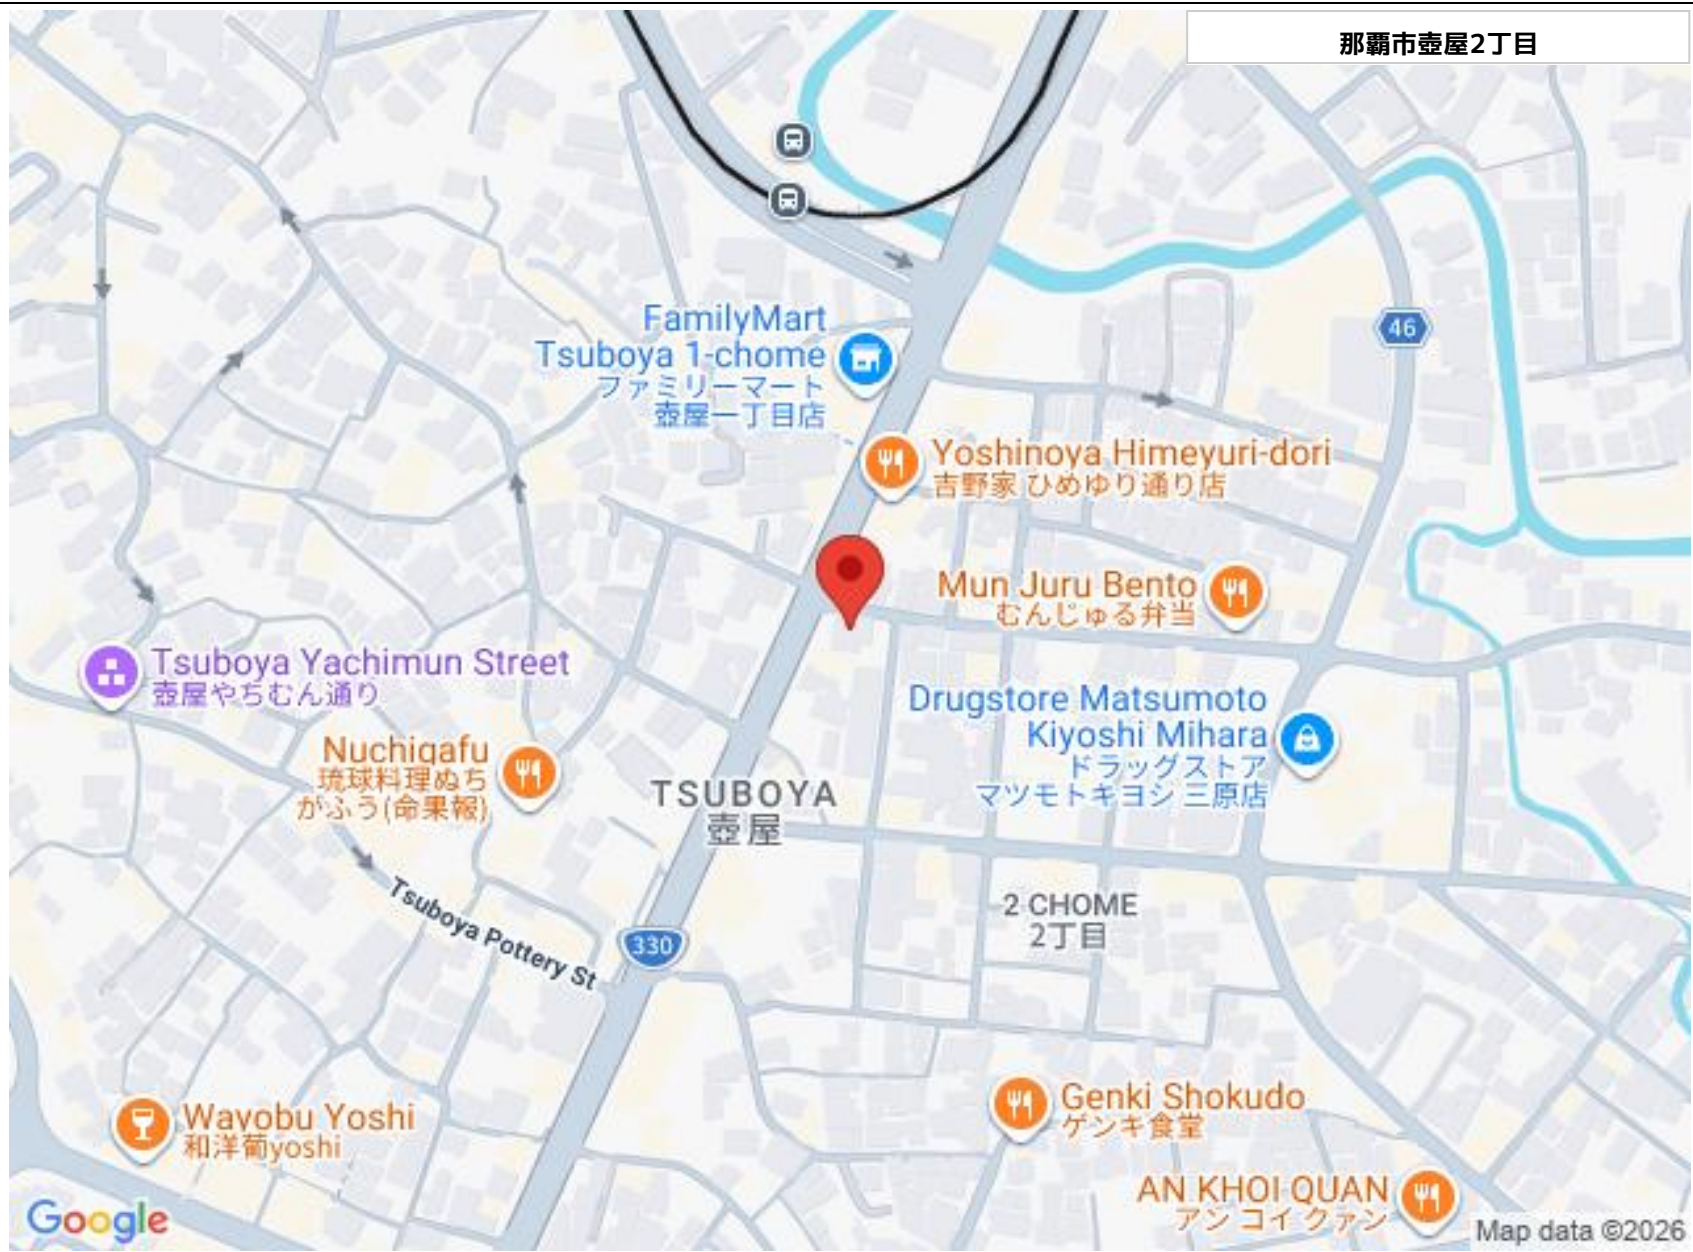 那覇市壺屋2丁目
FamilyMart
Tsuboya 1-chome
ファミリーマート
壺屋一丁目店
46
Yoshinoya Himeyuri-dori
吉野家 ひめゆり通り店
Mun Juru Bento
むんじゅる弁当
Tsuboya Yachimun Street
壺屋やちむん通り
Drugstore Matsumoto
Kiyoshi Mihara
ドラッグストア
マツモトキヨシ 三原店
Nuchigafu
琉球料理ぬち
がふう(命果報)
TSUBOYA
壺屋
Tsuboya Pottery St
330
2 CHOME
2丁目
Wayobu Yoshi
和洋葡yoshi
Genki Shokudo
ゲンキ食堂
AN KHOI QUAN
アン コイ クァン
Google
Map data ©2026